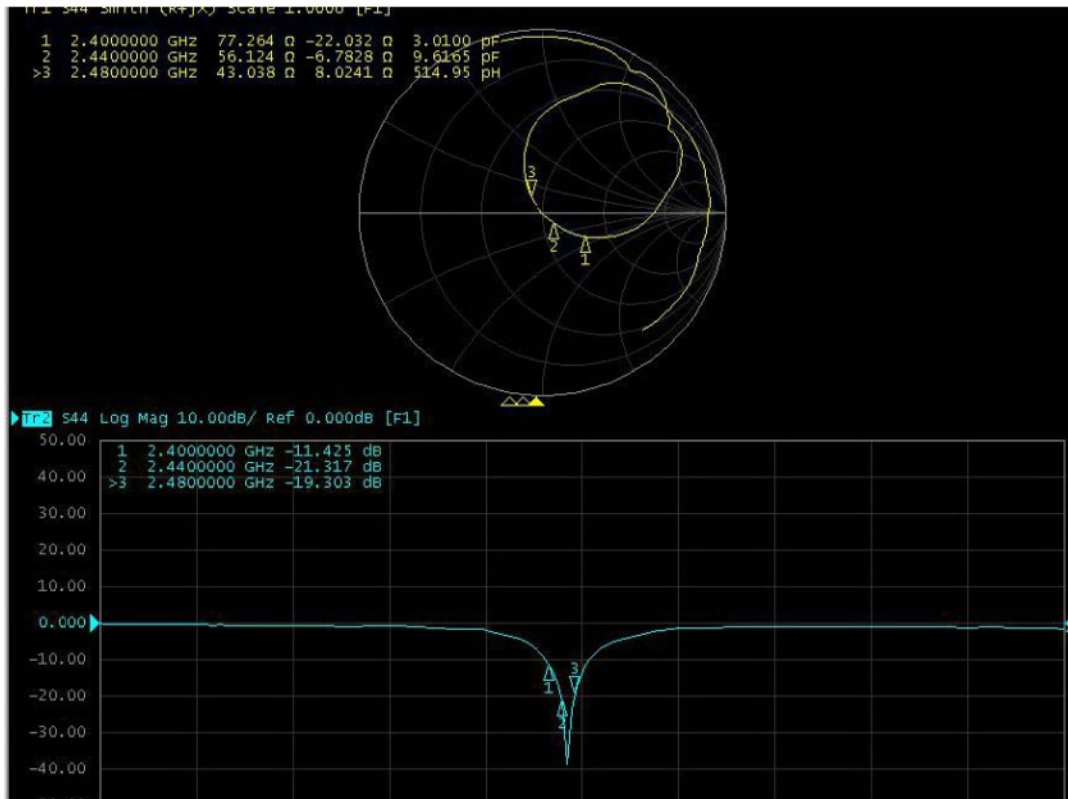 Tr1 S44 Smith (R+jX) Scale 1.000U [F1]
1 2.4000000 GHz 77.264 Ω -22.032 Ω 3.0100 pF
2 2.4400000 GHz 56.124 Ω -6.7828 Ω 9.6165 pF
>3 2.4800000 GHz 43.038 Ω 8.0241 Ω 514.95 pH
3
2
1
Tr2 S44 Log Mag 10.00dB/ Ref 0.000dB [F1]
50.00
1 2.4000000 GHz -11.425 dB
2 2.4400000 GHz -21.317 dB
>3 2.4800000 GHz -19.303 dB
40.00
30.00
20.00
10.00
0.000
-10.00
3
1
-20.00
2
-30.00
-40.00